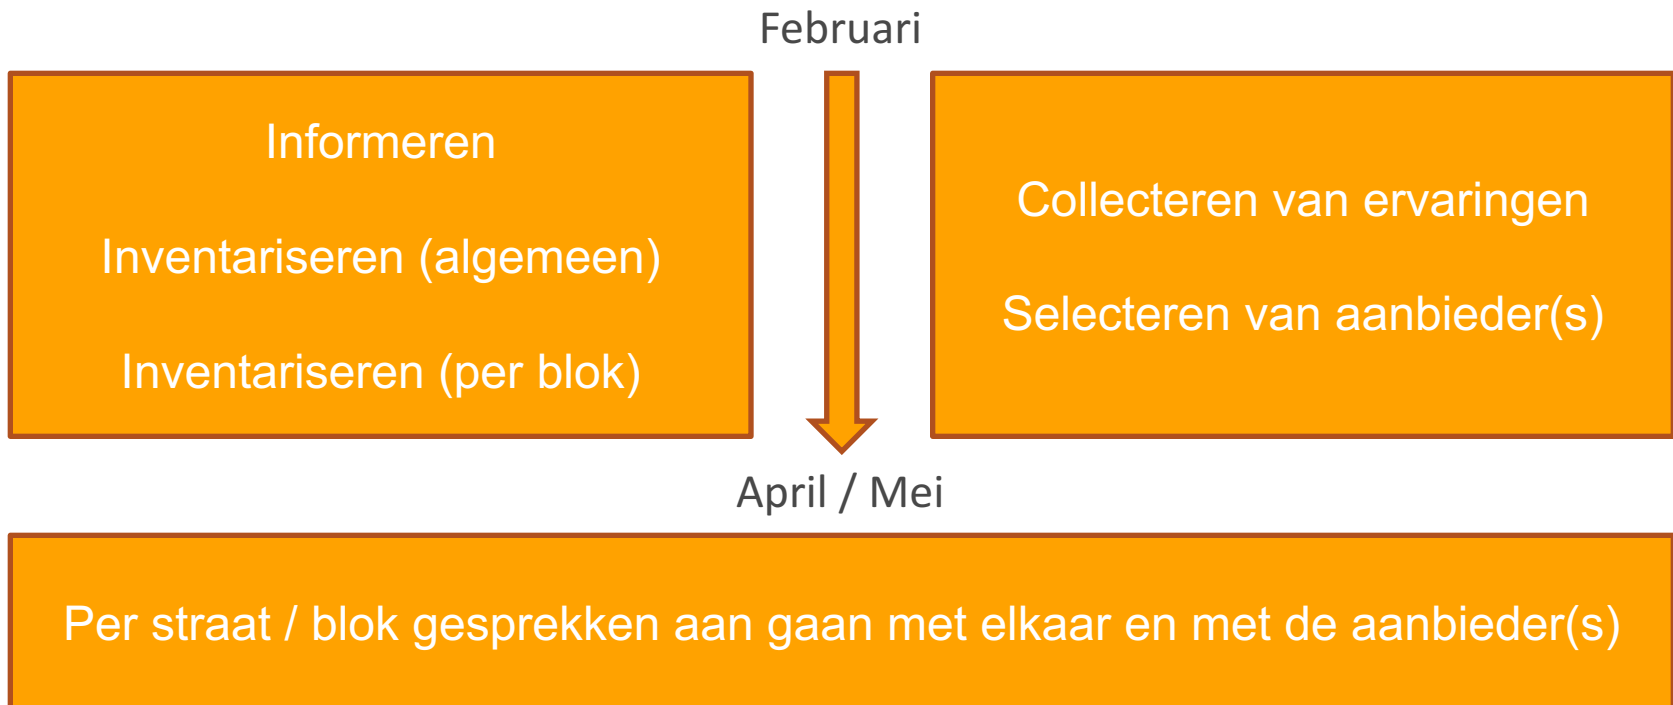 Februari
Informeren
Inventariseren (algemeen)
Inventariseren (per blok)
Collecteren van ervaringen
Selecteren van aanbieder(s)
April / Mei
Per straat / blok gesprekken aan gaan met elkaar en met de aanbieder(s)